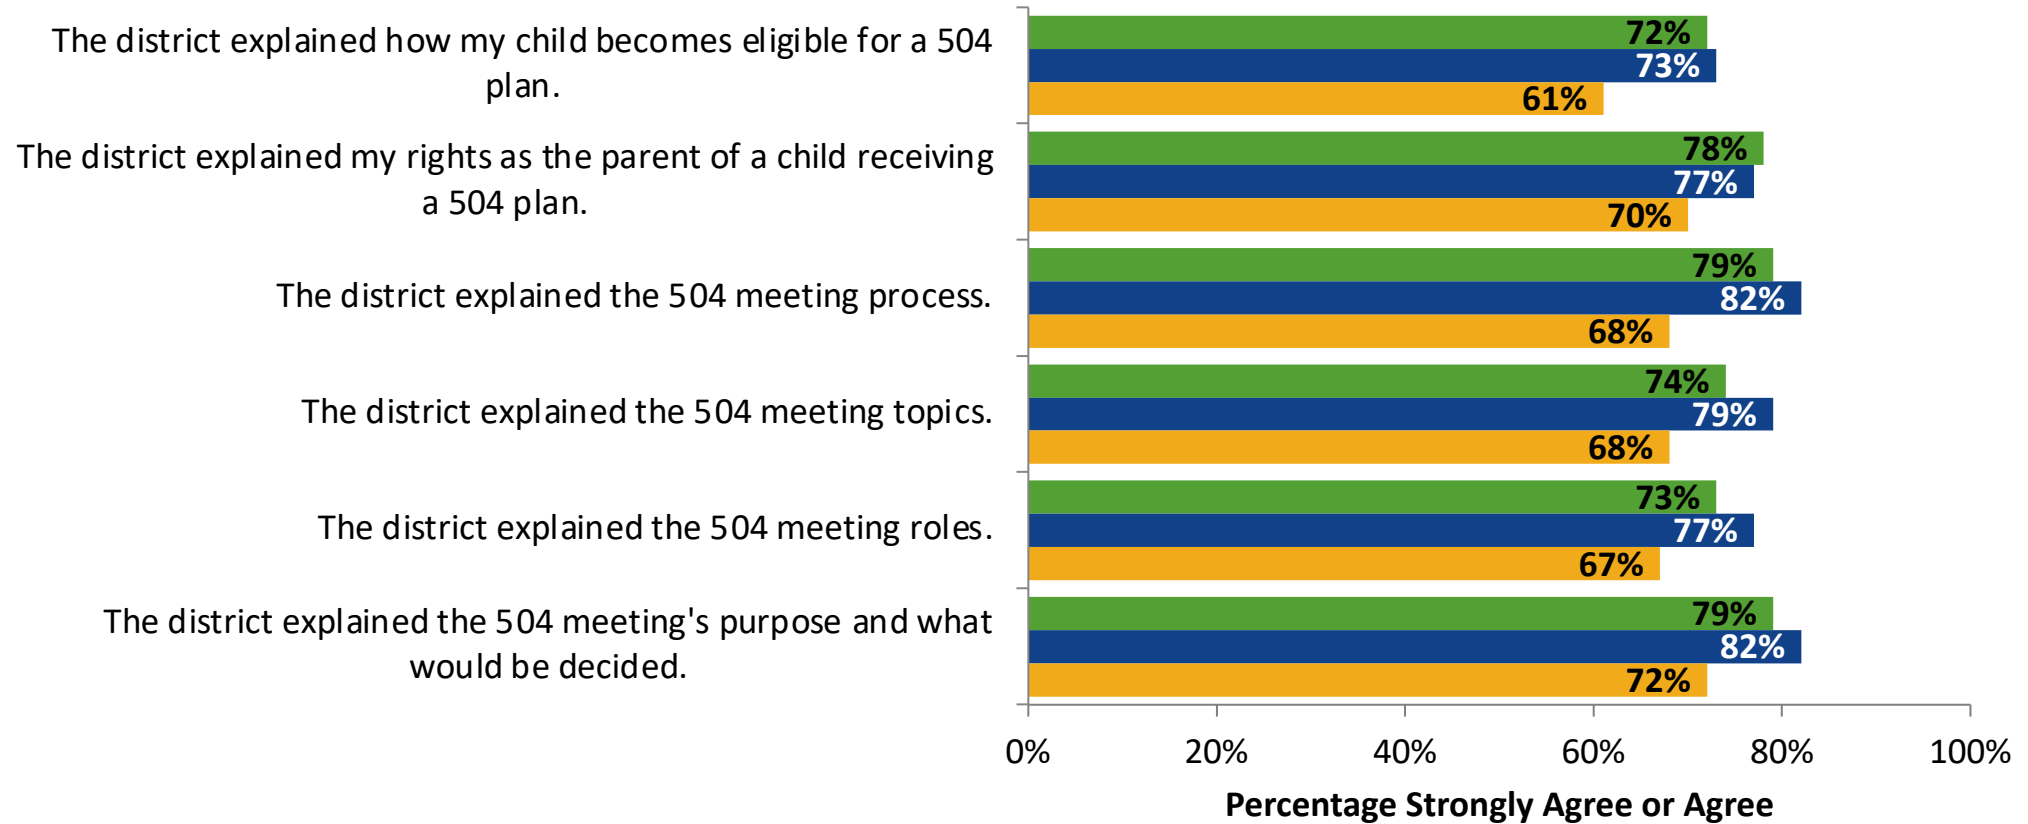 The district explained how my child becomes eligible for a 504
plan.
72%
73%
61%
The district explained my rights as the parent of a child receiving
a 504 plan.
78%
77%
70%
The district explained the 504 meeting process.
79%
82%
68%
The district explained the 504 meeting topics.
74%
79%
68%
The district explained the 504 meeting roles.
73%
77%
67%
The district explained the 504 meeting's purpose and what
would be decided.
79%
82%
72%
0% 20% 40% 60% 80% 100%
Percentage Strongly Agree or Agree